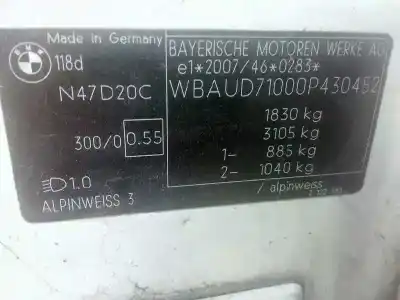 BMW
Made in Germany
118d
N47D20C
300/0 0.55
1.0
ALPINWEISS 3
BAYERISCHE MOTOREN WERKE AG
e1*2007/46*0283*
WBAUD71000P430452
1830 kg
3105 kg
1- 885 kg
2- 1040 kg
/ alpinweiss